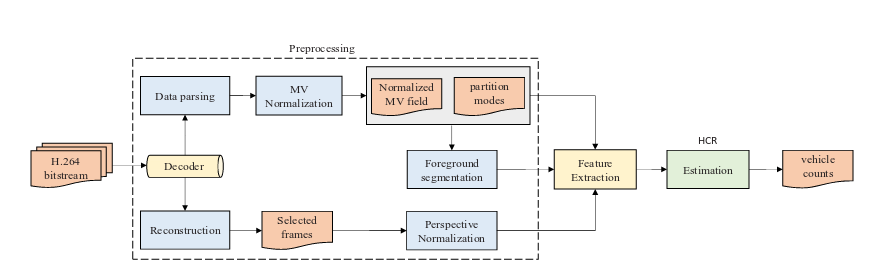 Preprocessing
Data parsing
MV
Normalization
Normalized
MV field
partition
modes
HCR
H.264
bitstream
Decoder
Foreground
segmentation
Feature
Extraction
Estimation
vehicle
counts
Reconstruction
Selected
frames
Perspective
Normalization